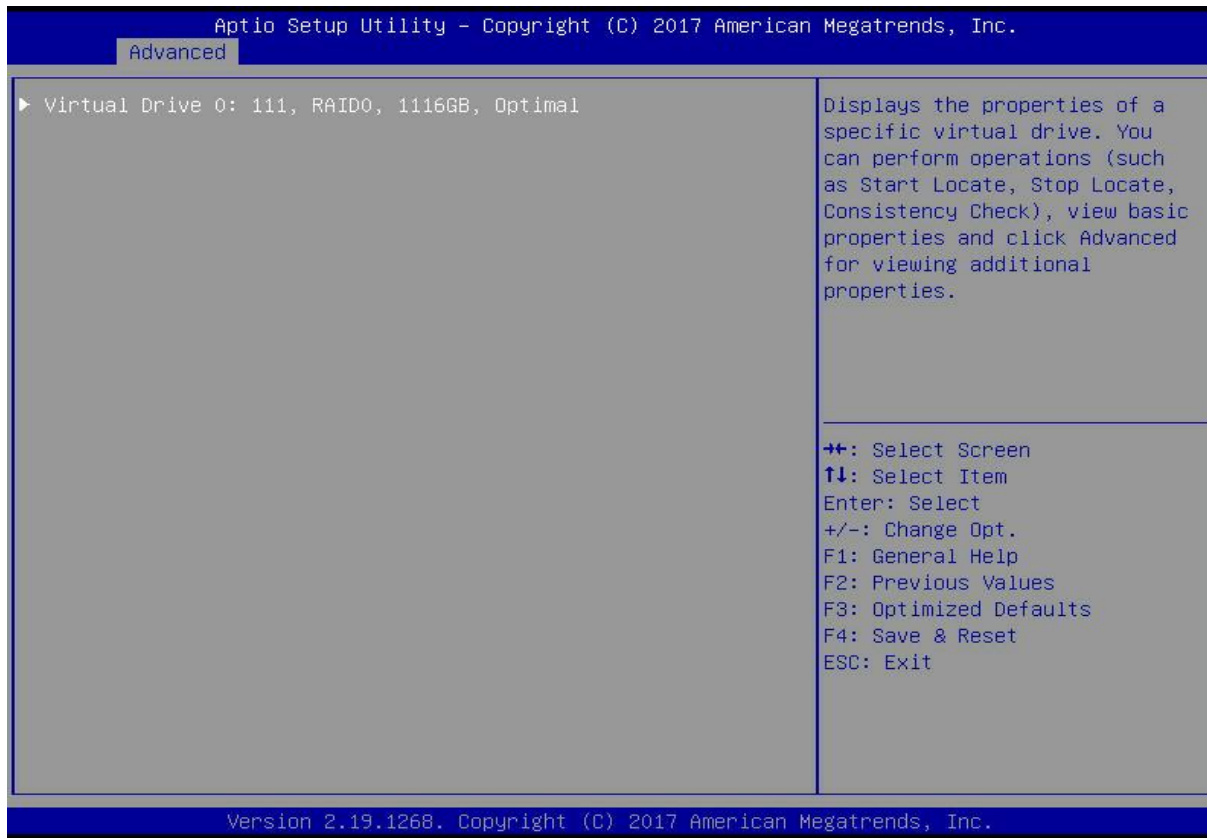 Aptio Setup Utility – Copyright (C) 2017 American Megatrends, Inc.
Advanced
▶ Virtual Drive 0: 111, RAID0, 1116GB, Optimal
Displays the properties of a
specific virtual drive. You
can perform operations (such
as Start Locate, Stop Locate,
Consistency Check), view basic
properties and click Advanced
for viewing additional
properties.
→←: Select Screen
↑↓: Select Item
Enter: Select
+/-: Change Opt.
F1: General Help
F2: Previous Values
F3: Optimized Defaults
F4: Save & Reset
ESC: Exit
Version 2.19.1268. Copyright (C) 2017 American Megatrends, Inc.